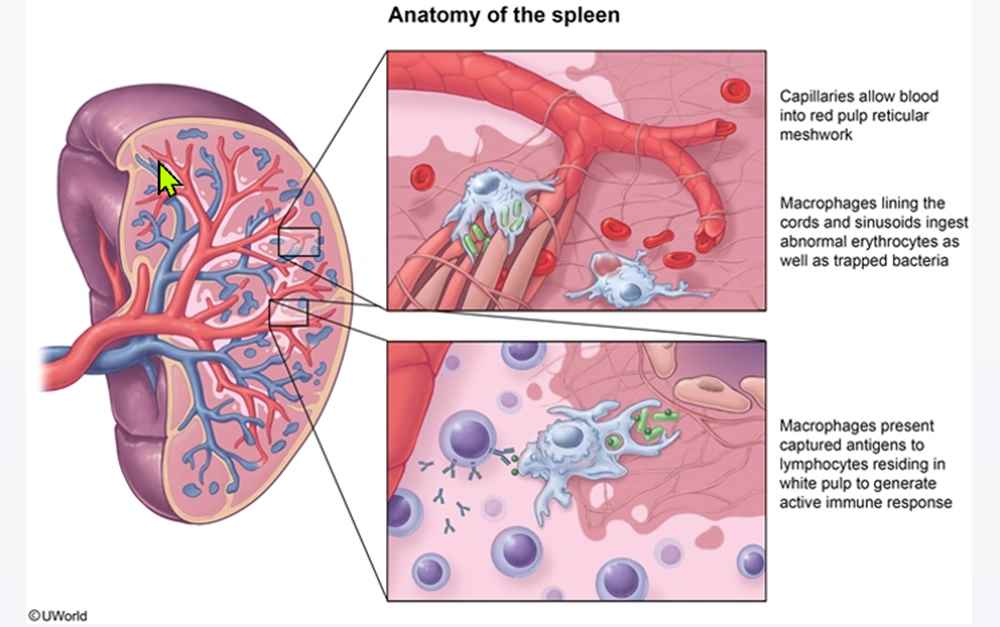 Anatomy of the spleen
Capillaries allow blood
into red pulp reticular
meshwork
Macrophages lining the
cords and sinusoids ingest
abnormal erythrocytes as
well as trapped bacteria
Macrophages present
captured antigens to
lymphocytes residing in
white pulp to generate
active immune response
©UWorld